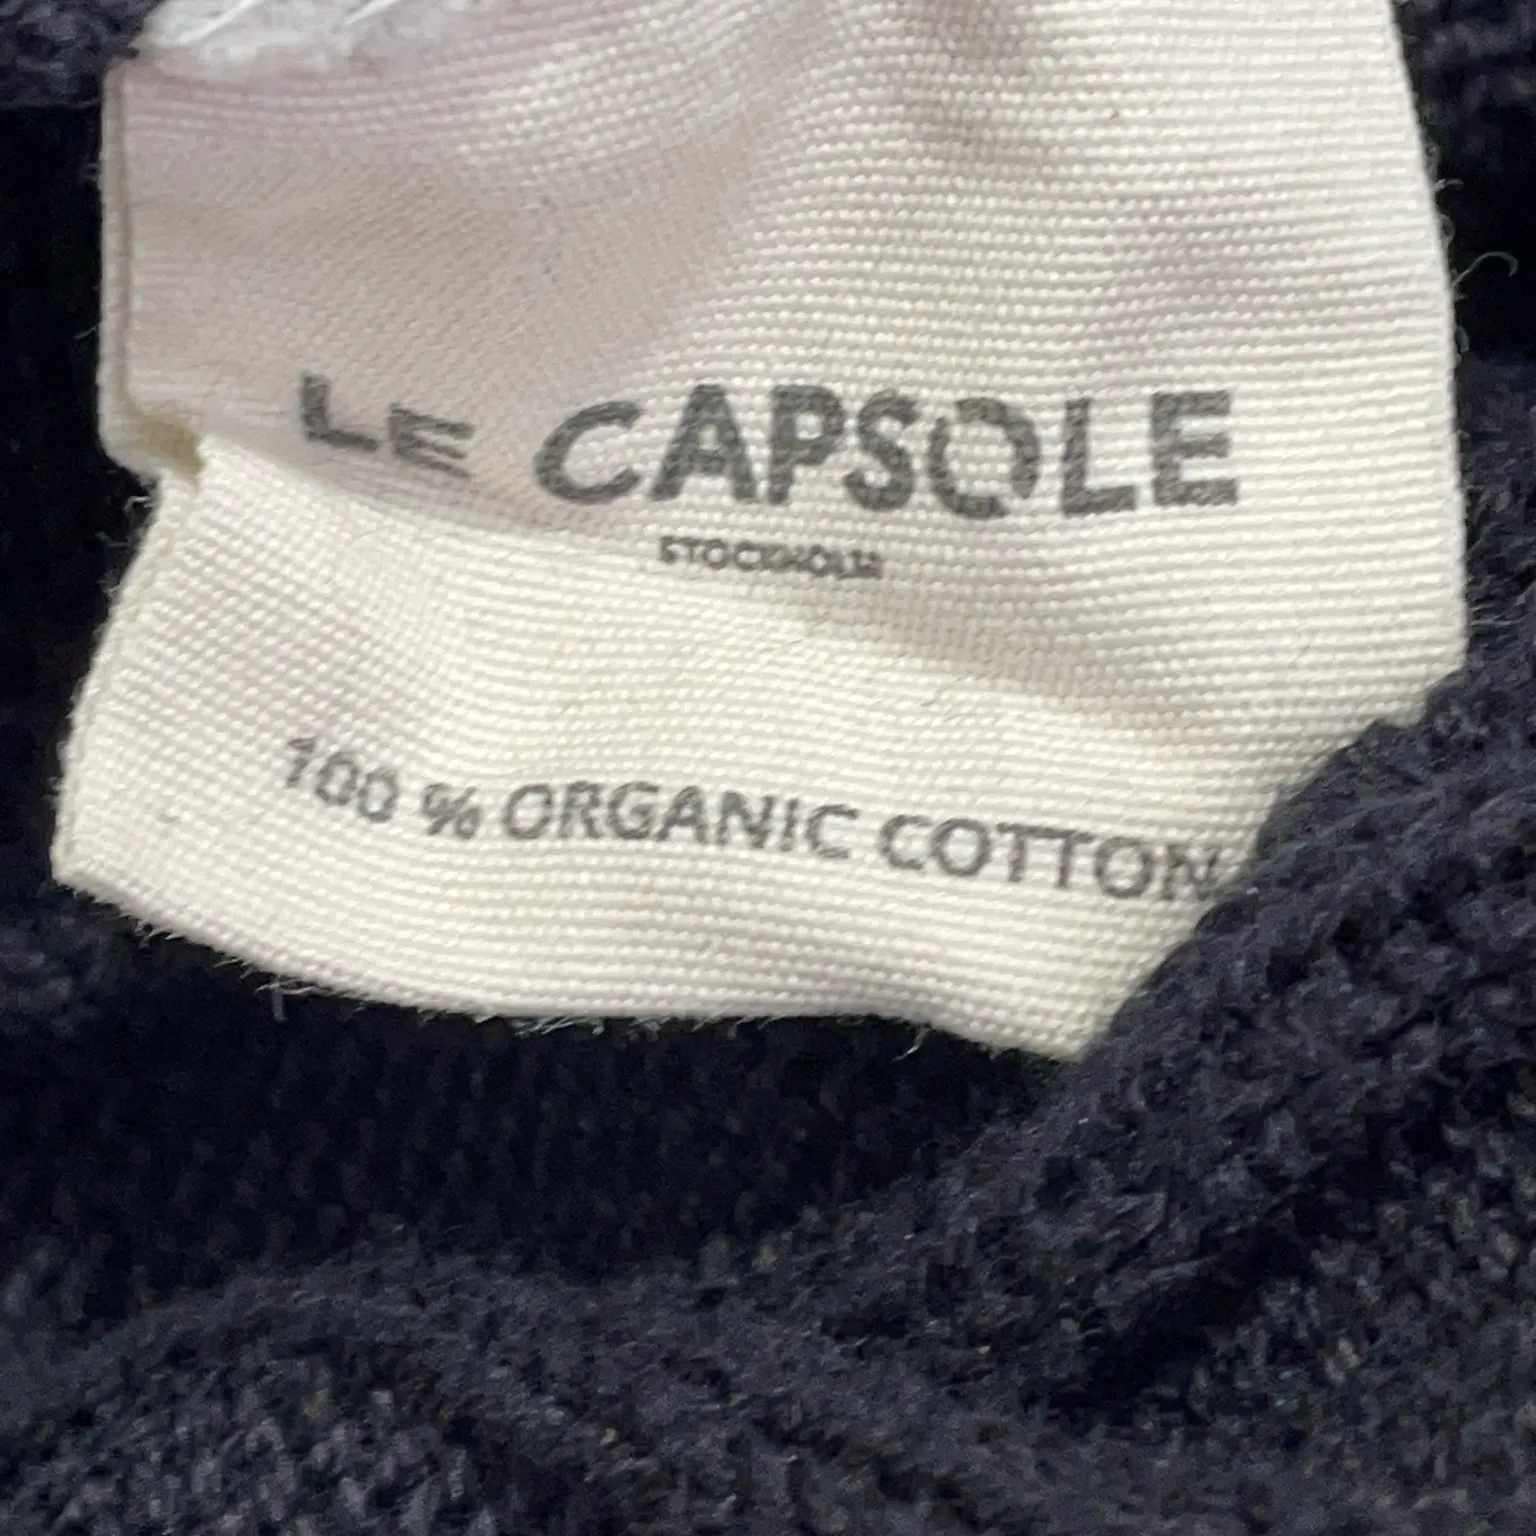 LE CAPSOLE
STOCKHOLM
100 % ORGANIC COTTON